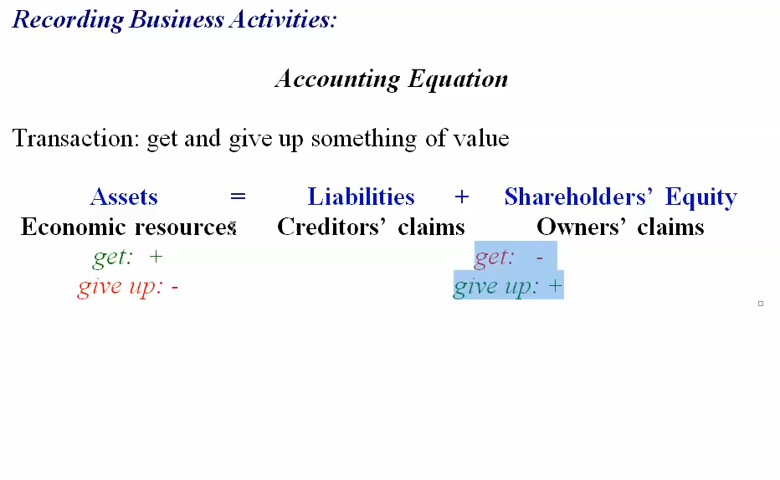 Recording Business Activities:
Accounting Equation
Transaction: get and give up something of value
Assets = Liabilities + Shareholders' Equity
Economic resources Creditors' claims Owners' claims
get: + get: -
give up: - give up: +